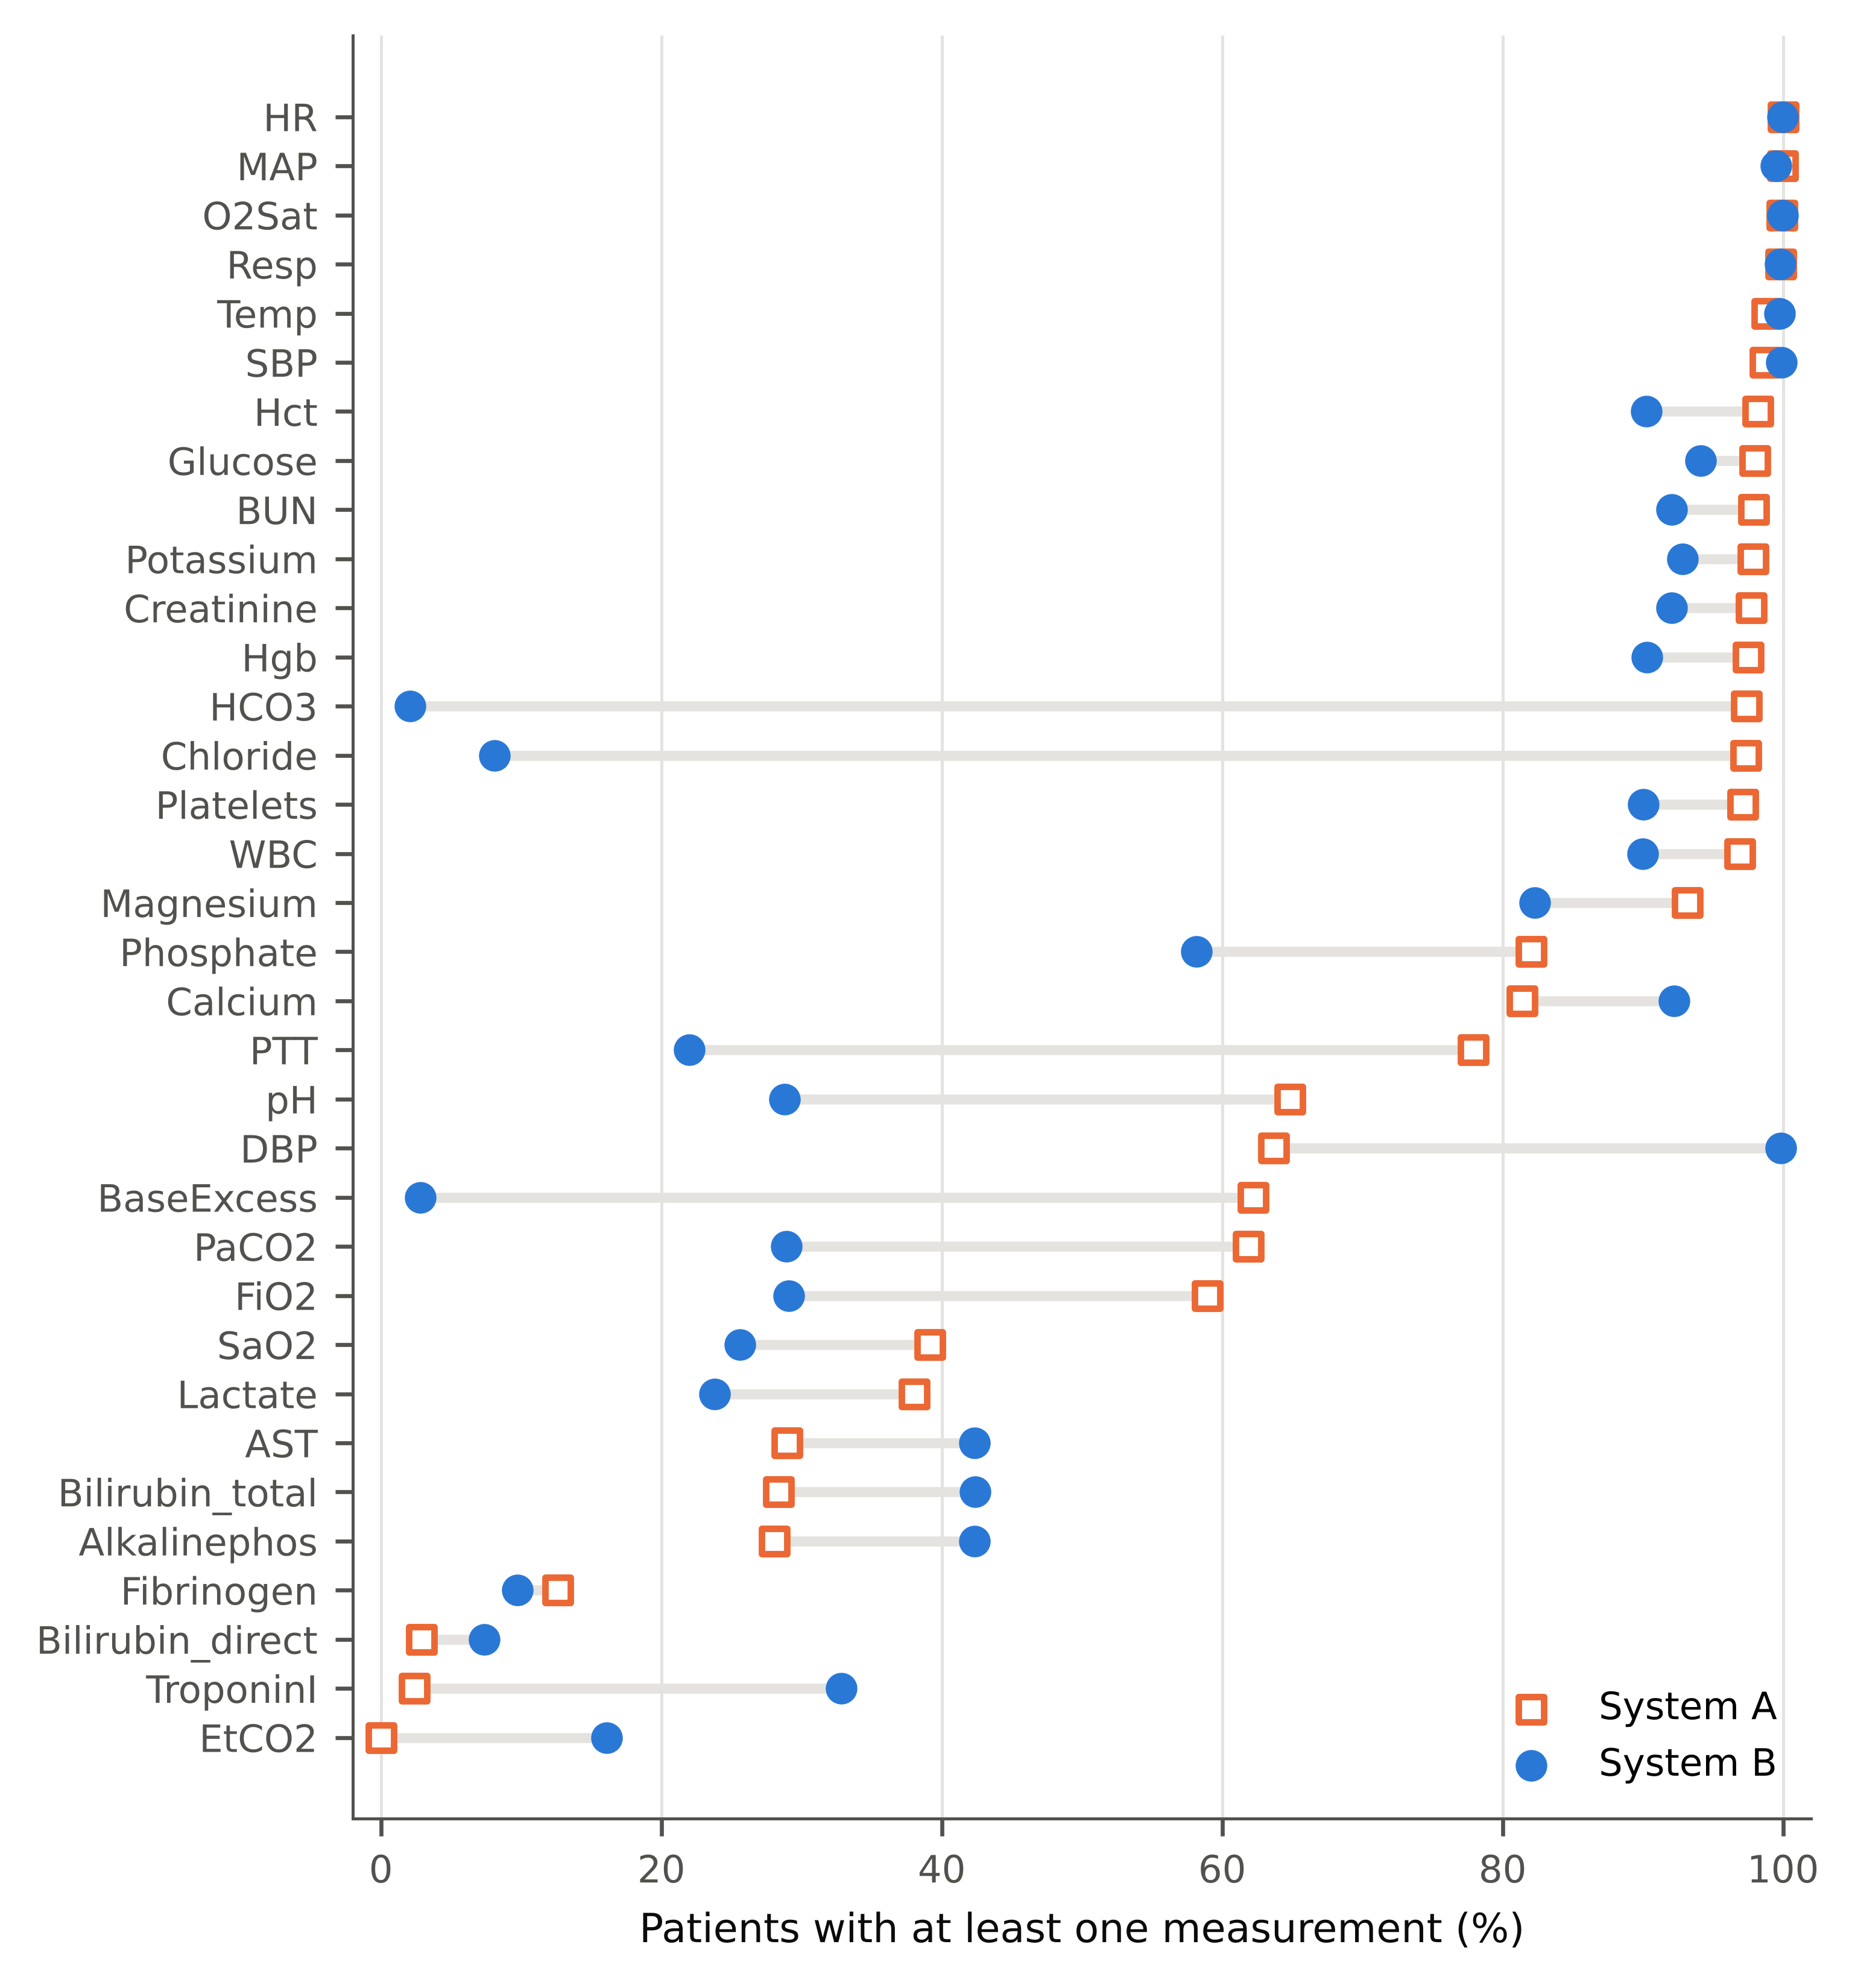 HR
MAP
O2Sat
Resp
Temp
SBP
Hct
Glucose
BUN
Potassium
Creatinine
Hgb
HCO3
Chloride
Platelets
WBC
Magnesium
Phosphate
Calcium
PTT
pH
DBP
BaseExcess
PaCO2
FiO2
SaO2
Lactate
AST
Bilirubin_total
Alkalinephos
Fibrinogen
Bilirubin_direct
TroponinI
EtCO2
System A
System B
0 20 40 60 80 100
Patients with at least one measurement (%)